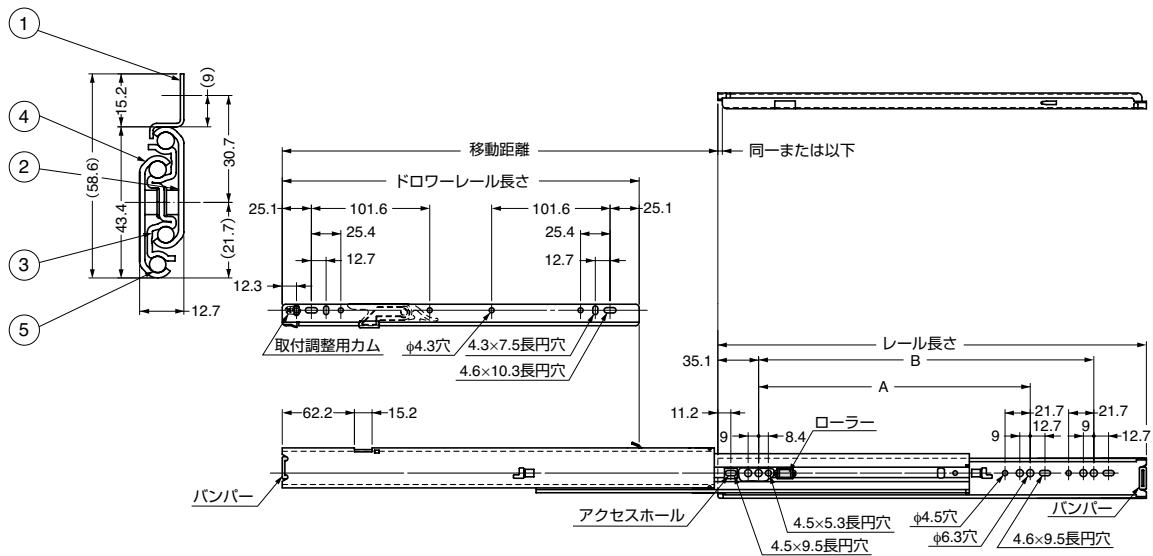 1
4
2
3
5
(58.6)
15.2
43.4
(9)
30.7
(21.7)
12.7
移動距離
同一または以下
ドロワーレール長さ
25.1
101.6
101.6
25.1
25.4
25.4
12.7
12.7
12.3
取付調整用カム
φ4.3穴
4.3×7.5長円穴
4.6×10.3長円穴
レール長さ
35.1
B
A
62.2
15.2
11.2
9
8.4
ローラー
21.7
21.7
9
12.7
9
12.7
バンパー
アクセスホール
4.5×5.3長円穴
4.5×9.5長円穴
φ4.5穴
φ6.3穴
4.6×9.5長円穴
バンパー